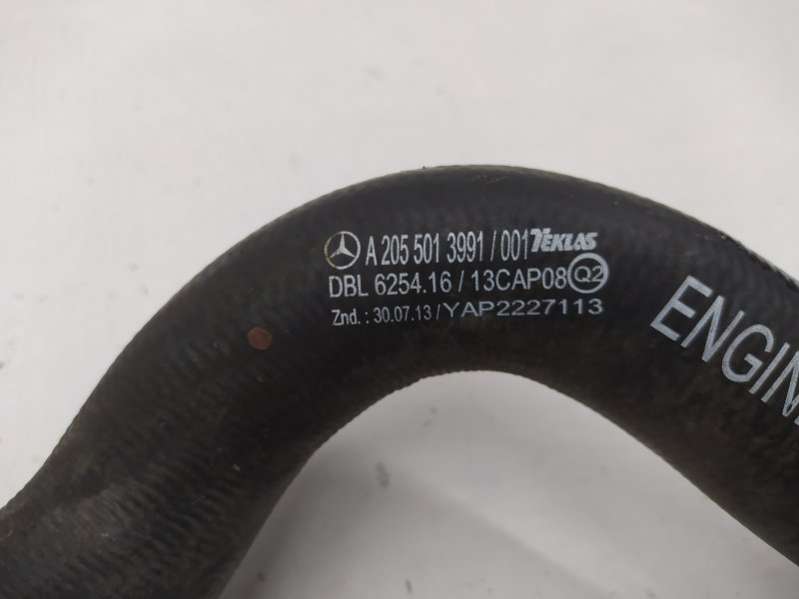 A 205 501 3991 / 001 TEKLAS
DBL 6254.16 / 13CAP08 Q2
Znd. : 30.07.13 / YAP2227113
ENGIN